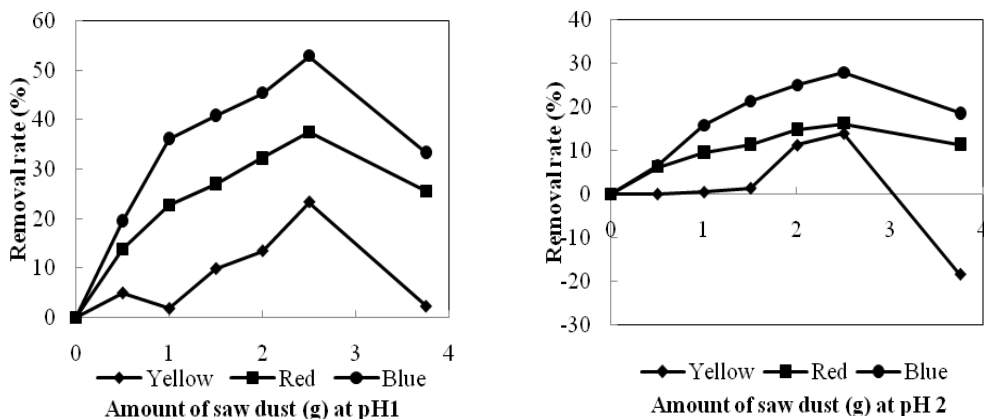 60
50
40
30
20
10
0
Removal rate (%)
0 1 2 3 4
Yellow Red Blue
Amount of saw dust (g) at pH1
40
30
20
10
0
-10
-20
-30
Removal rate (%)
0 1 2 3 4
Yellow Red Blue
Amount of saw dust (g) at pH 2